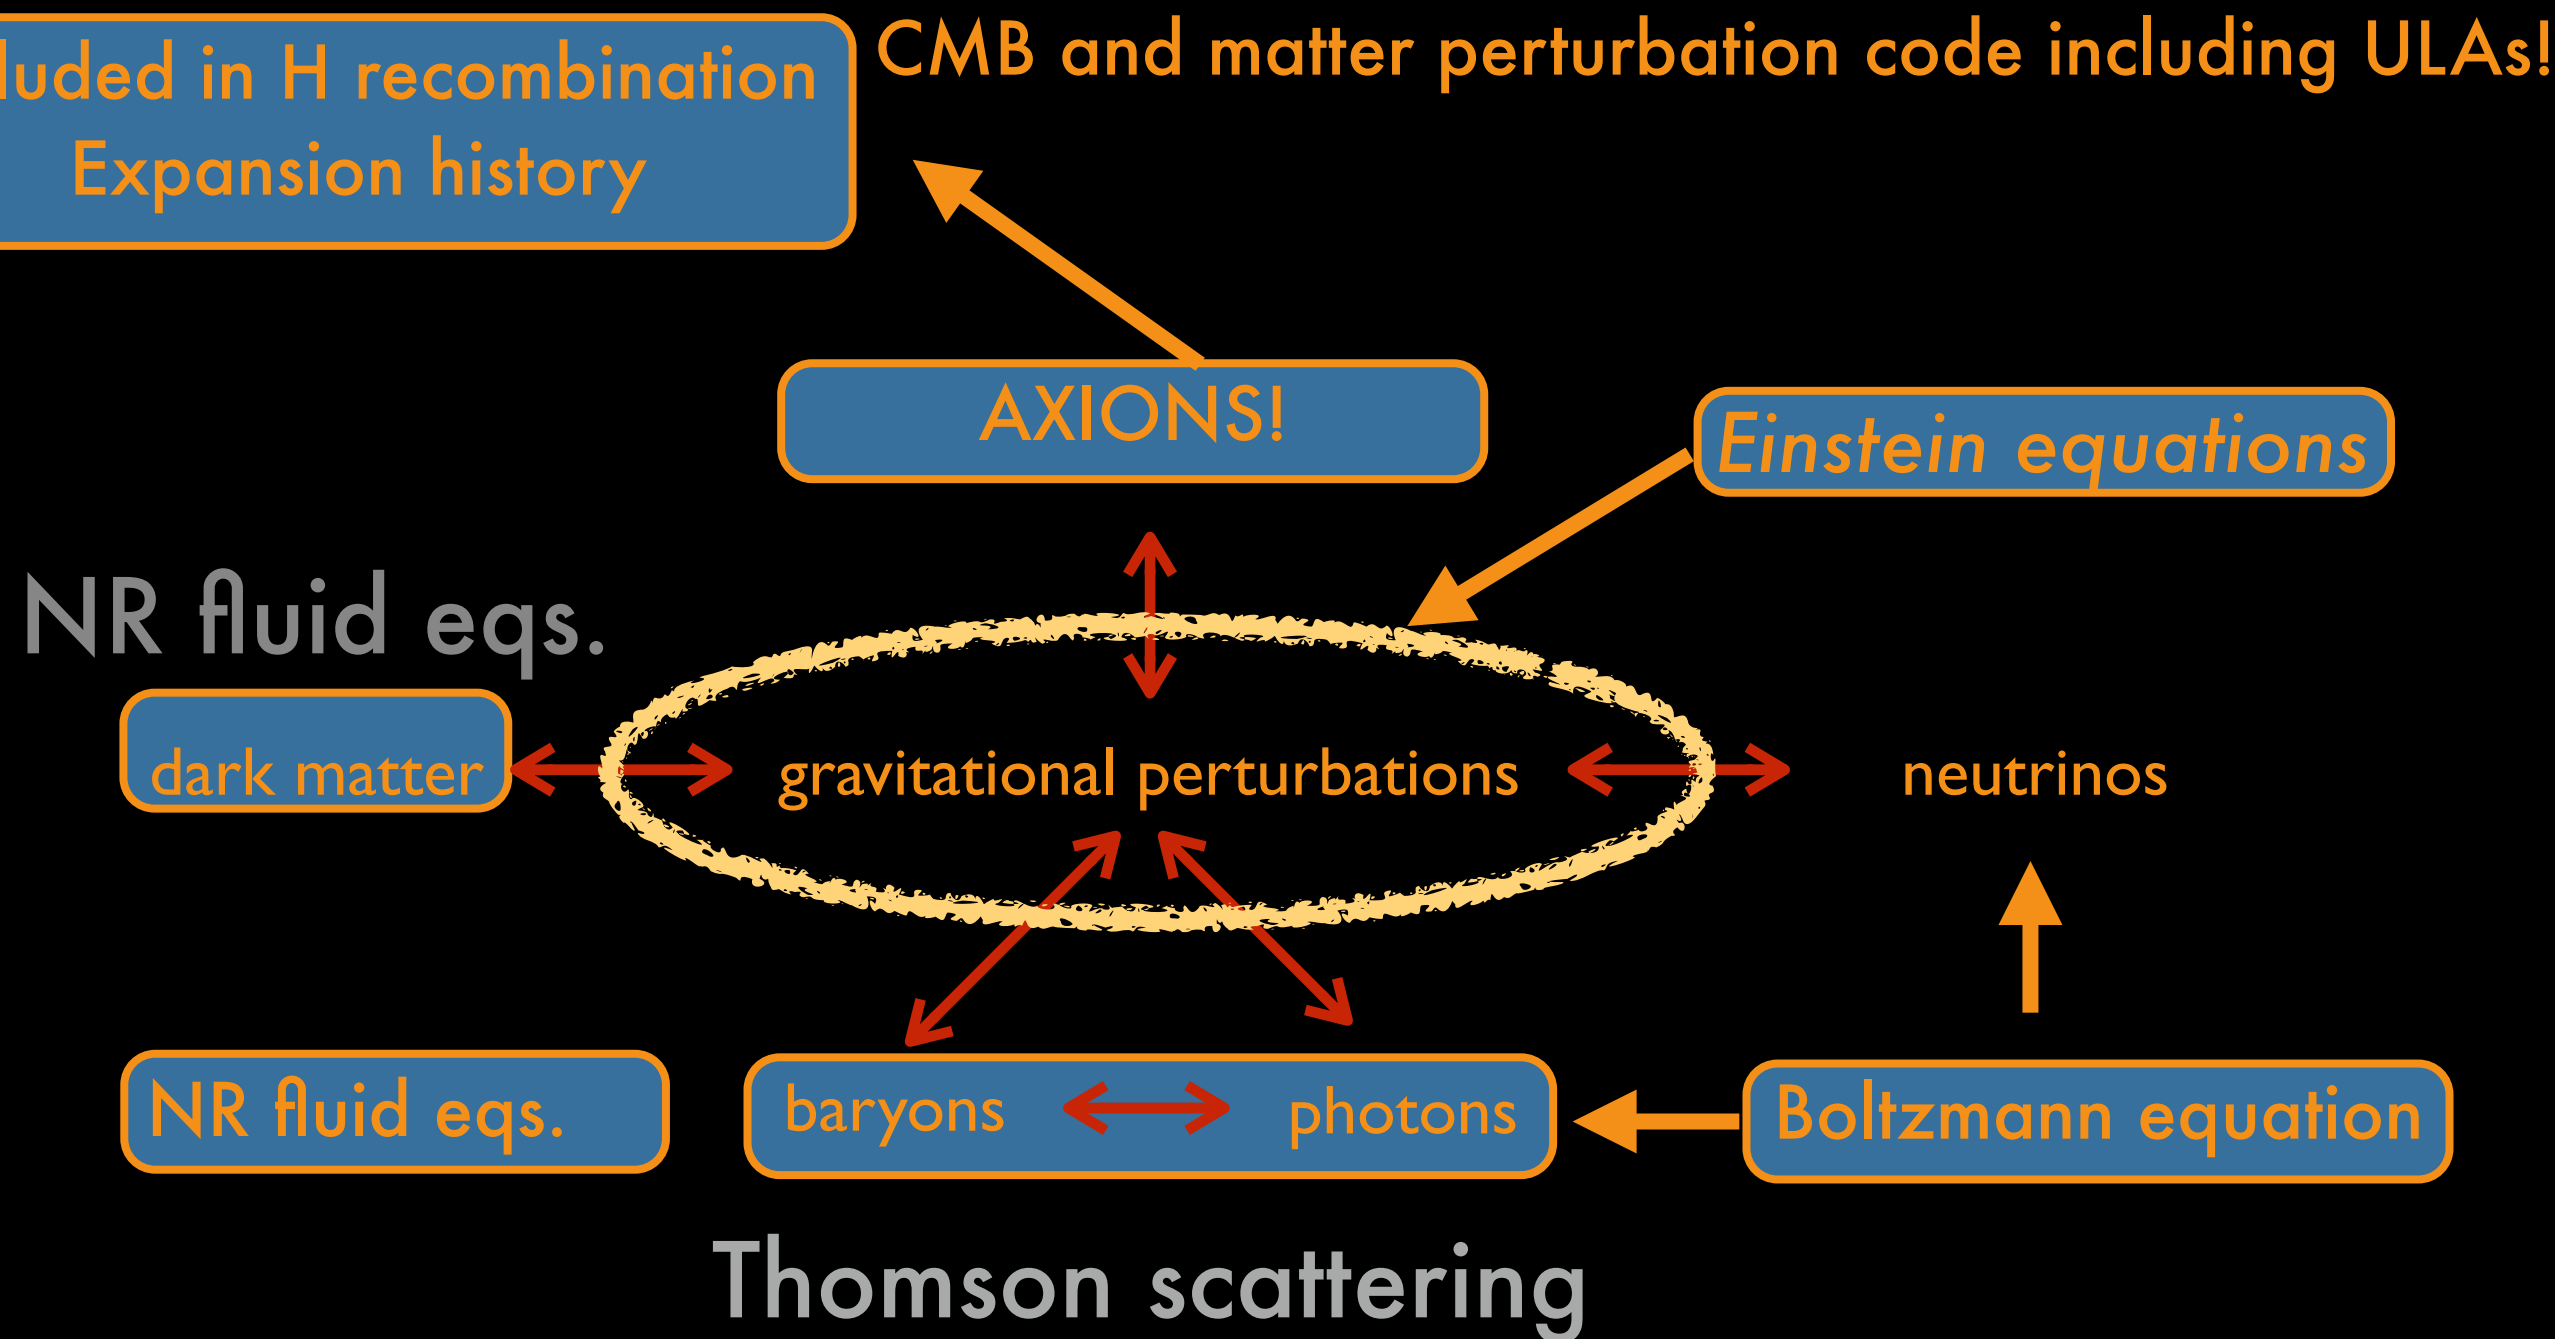 CMB and matter perturbation code including ULAs!
in H recombination
Expansion history
AXIONS!
Einstein equations
NR fluid eqs.
dark matter
gravitational perturbations
neutrinos
NR fluid eqs.
baryons
photons
Boltzmann equation
Thomson scattering